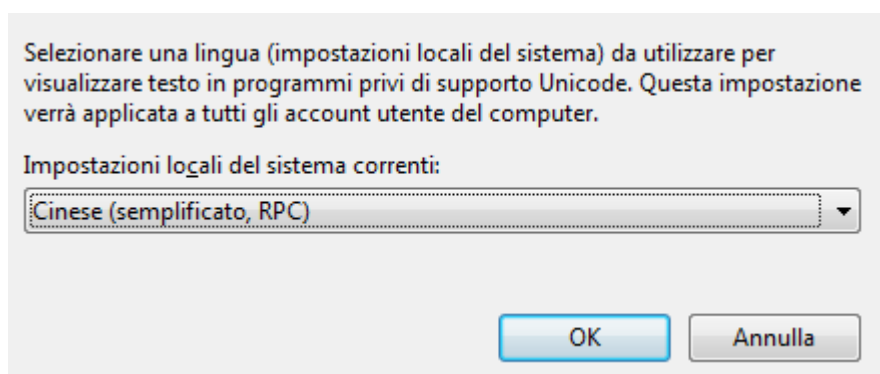 Selezionare una lingua (impostazioni locali del sistema) da utilizzare per
visualizzare testo in programmi privi di supporto Unicode. Questa impostazione
verrà applicata a tutti gli account utente del computer.
Impostazioni locali del sistema correnti:
Cinese (semplificato, RPC)
OK Annulla